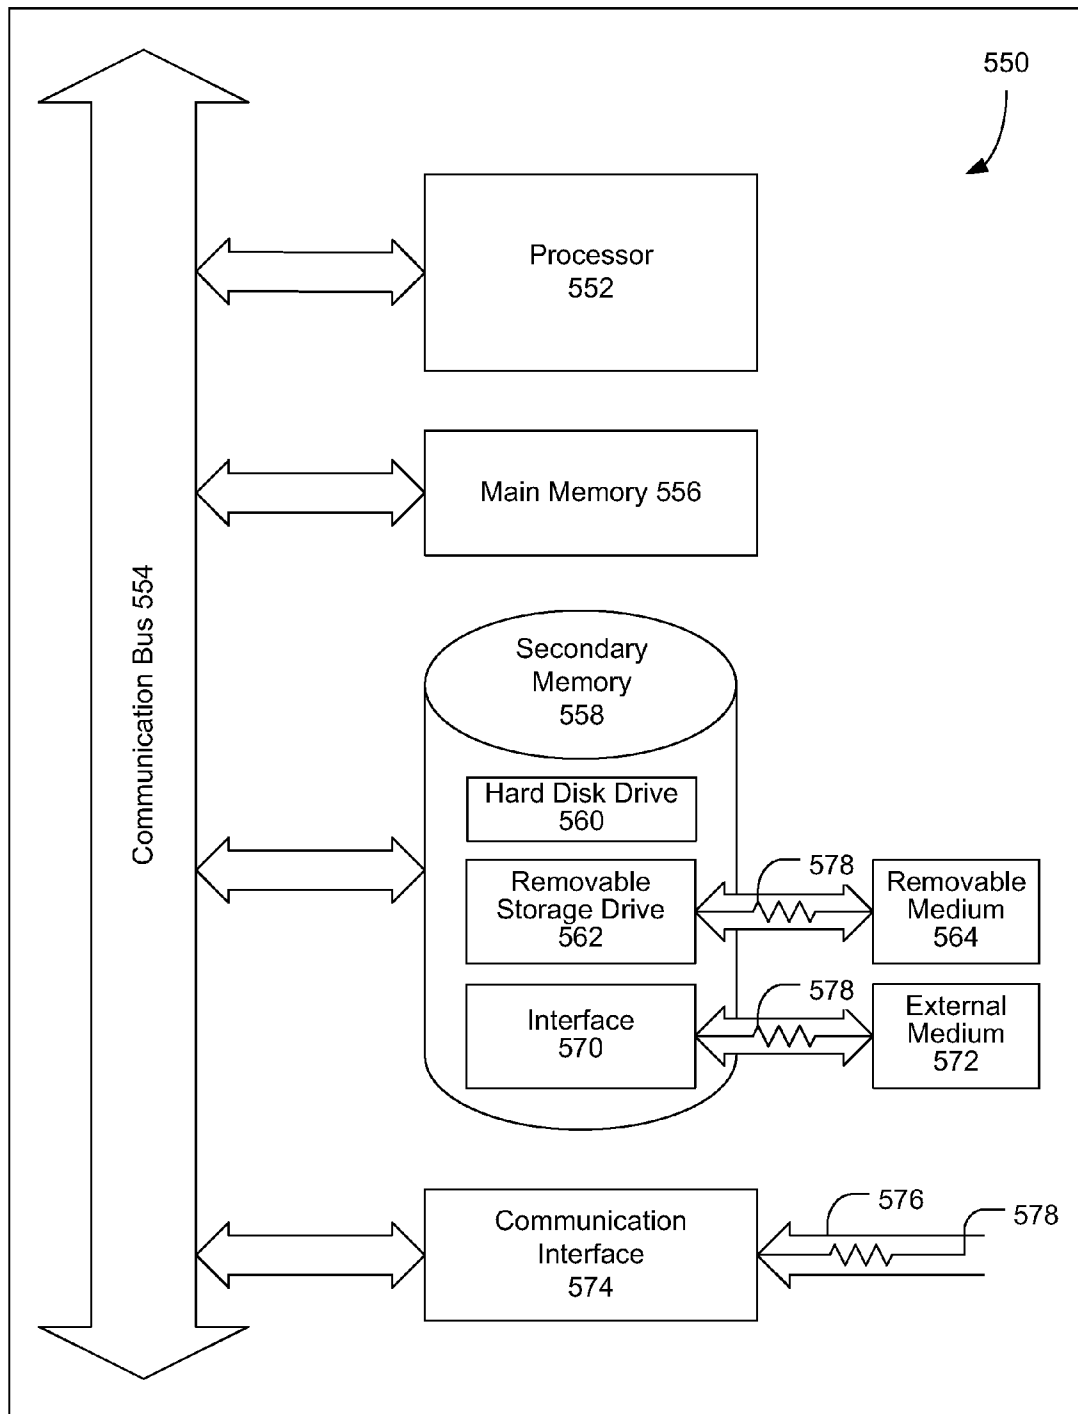 550
Processor
552
Main Memory 556
Communication Bus 554
Secondary
Memory
558
Hard Disk Drive
560
Removable
Storage Drive
562
578
Removable
Medium
564
Interface
570
578
External
Medium
572
Communication
Interface
574
576
578